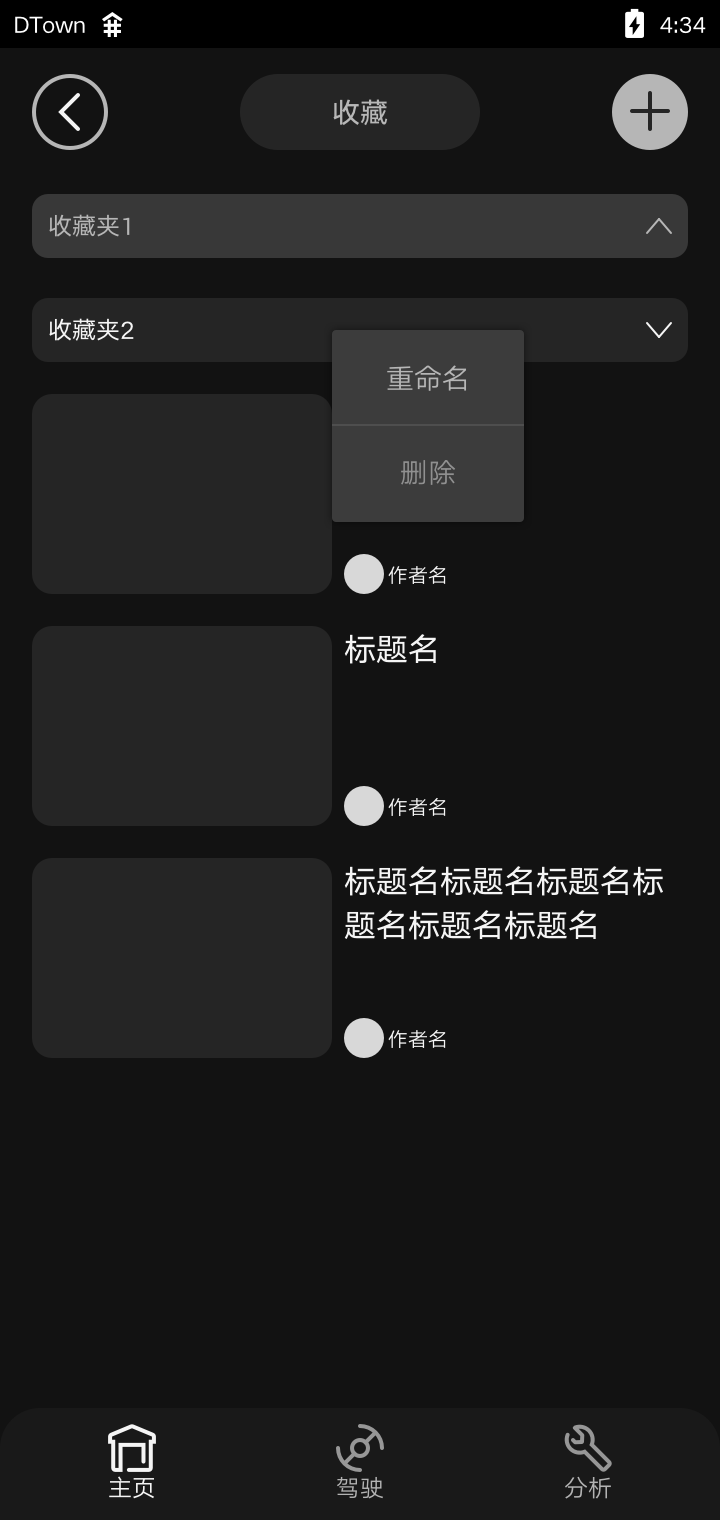 DTown
4:34
收藏
收藏夹1
收藏夹2
重命名
删除
作者名
标题名
作者名
标题名标题名标题名标
题名标题名标题名
作者名
主页
驾驶
分析